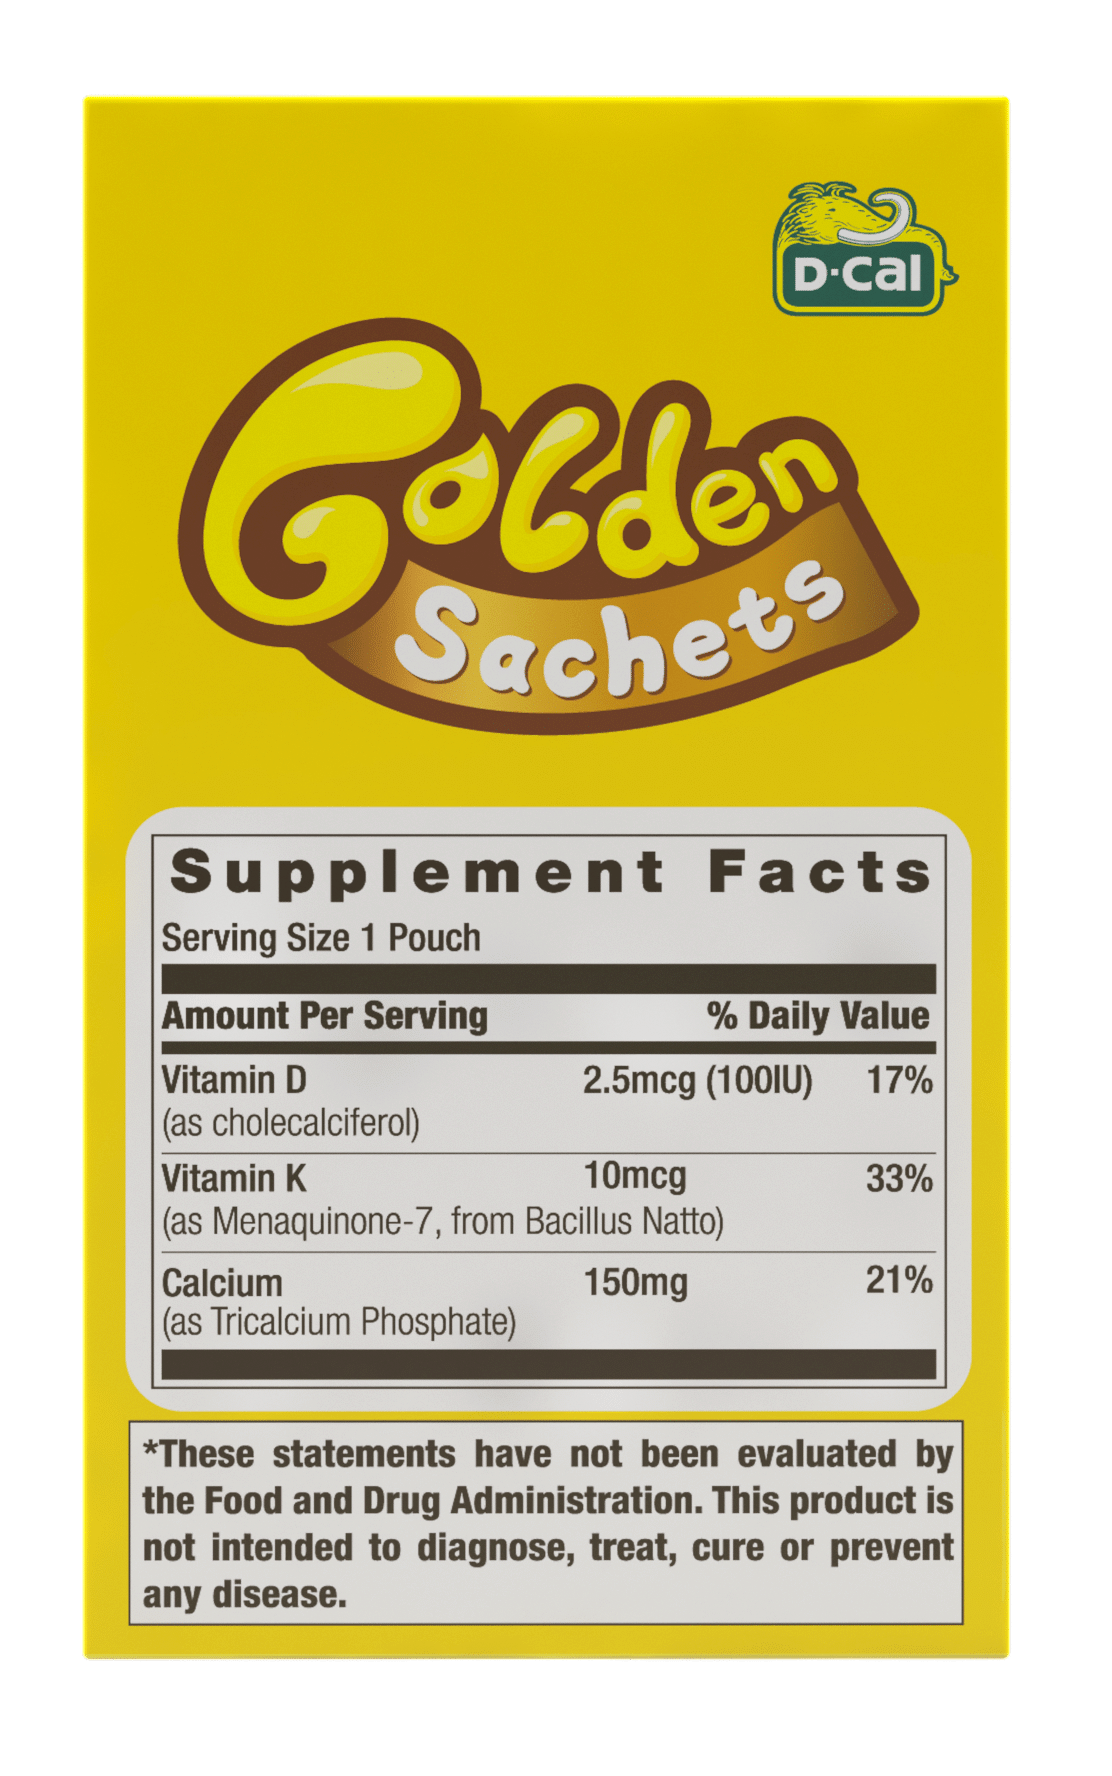 D·Cal
Golden
Sachets
Supplement Facts
Serving Size 1 Pouch
Amount Per Serving % Daily Value
Vitamin D 2.5mcg (100IU) 17%
(as cholecalciferol)
Vitamin K 10mcg 33%
(as Menaquinone-7, from Bacillus Natto)
Calcium 150mg 21%
(as Tricalcium Phosphate)
*These statements have not been evaluated by
the Food and Drug Administration. This product is
not intended to diagnose, treat, cure or prevent
any disease.